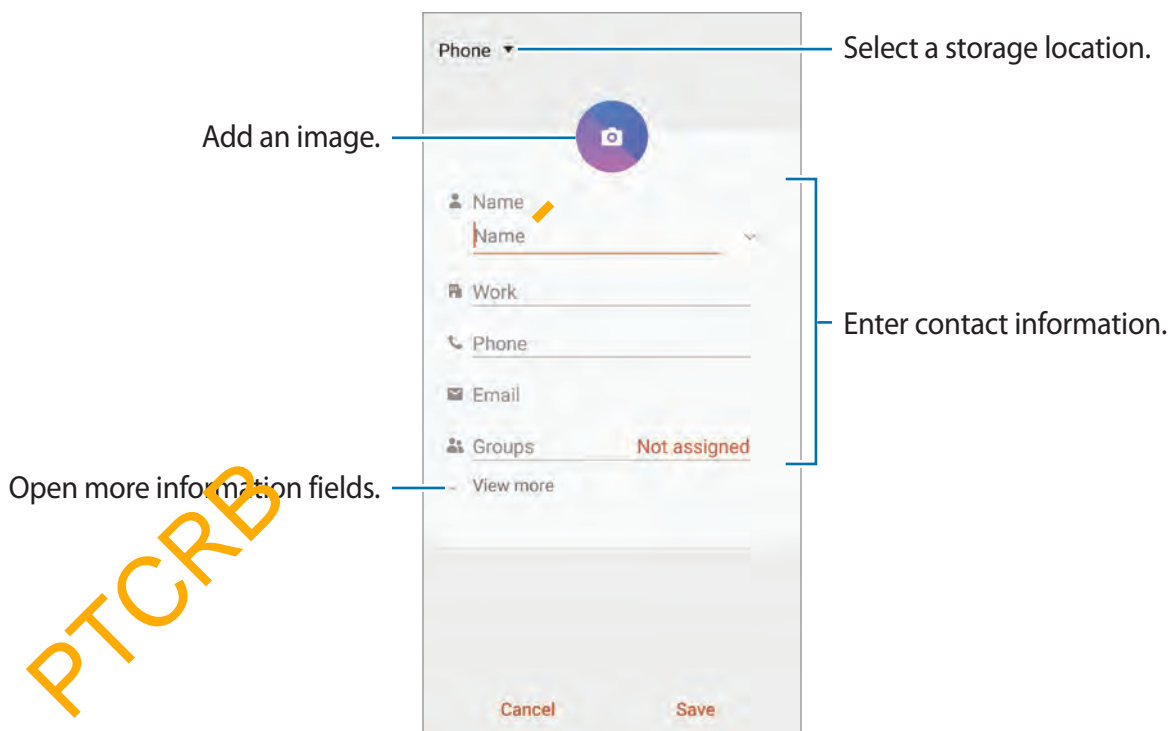 Phone
Select a storage location.
Add an image.
Name
Name
Work
Phone
Enter contact information.
Email
Groups Not assigned
Open more information fields.
View more
PTCRB
Cancel Save